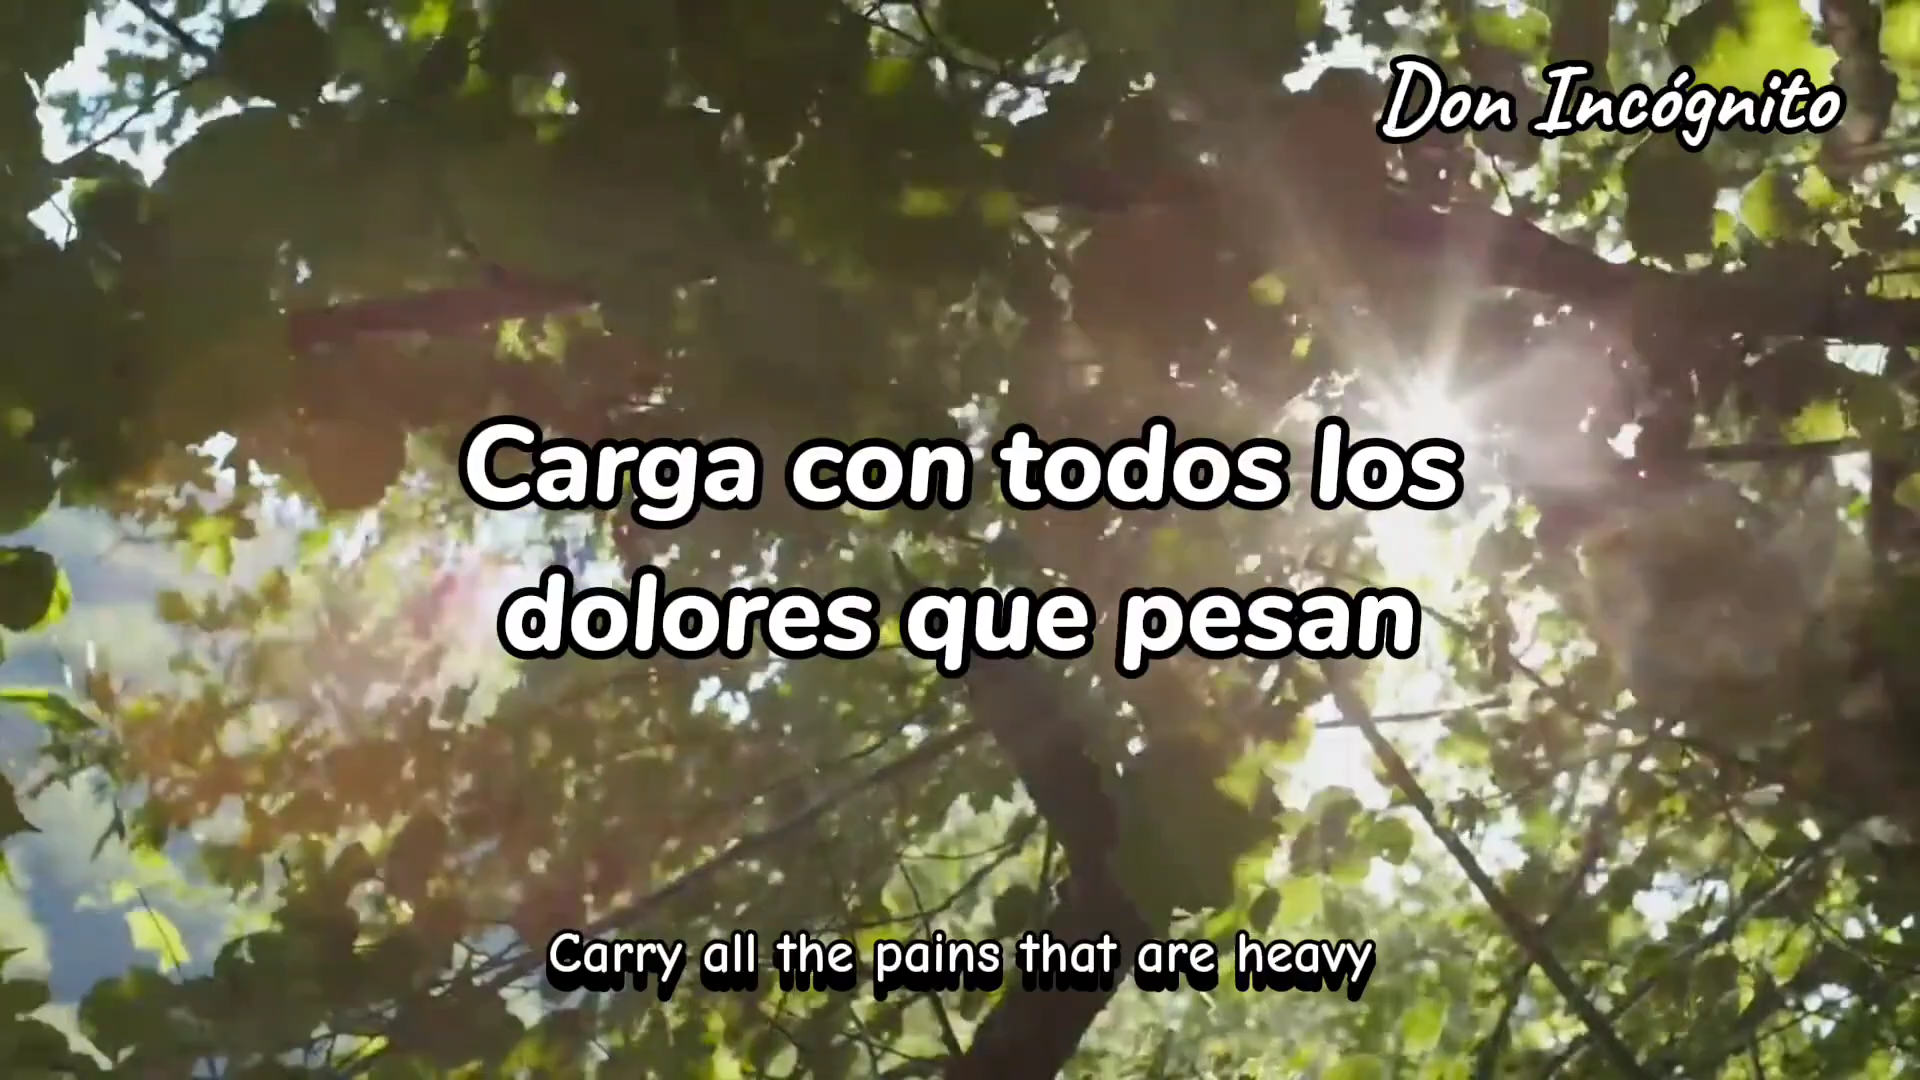 Don Incógnito
Carga con todos los
dolores que pesan
Carry all the pains that are heavy